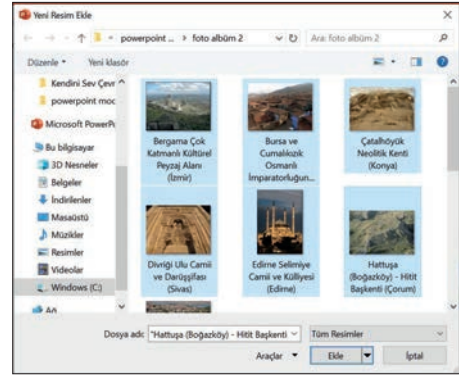 Yeni Resim Ekle
powerpoint ... > foto albüm 2
Ara: foto albüm 2
Düzenle
Yeni klasör
Kendini Sev Çevr
powerpoint moc
Microsoft PowerPo
Bu bilgisayar
3D Nesneler
Belgeler
İndirilenler
Masaüstü
Müzikler
Resimler
Videolar
Windows (C:)
Ağ
Bergama Çok
Katmanlı Kültürel
Peyzaj Alanı
(İzmir)
Bursa ve
Cumalıkızık
Osmanlı
İmparatorluğun...
Çatalhöyük
Neolitik Kenti
(Konya)
Divriği Ulu Camii
ve Darüşşifası
(Sivas)
Edirne Selimiye
Camii ve Külliyesi
(Edirne)
Hattuşa
(Boğazköy) - Hitit
Başkenti (Çorum)
Dosya adı: "Hattuşa (Boğazköy) - Hitit Başkenti
Tüm Resimler
Araçlar
Ekle
İptal